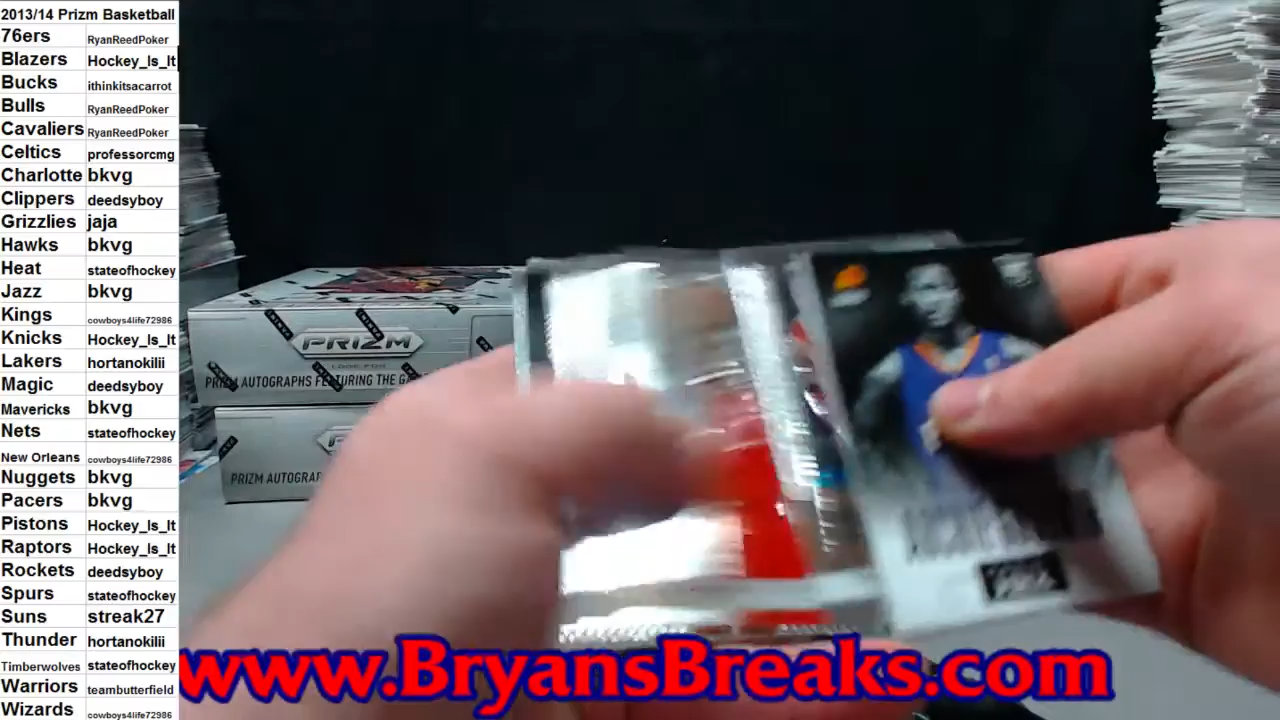 2013/14 Prizm Basketball
76ers RyanReedPoker
Blazers Hockey_Is_It
Bucks ithinkitsacarrot
Bulls RyanReedPoker
Cavaliers RyanReedPoker
Celtics professorcmg
Charlotte bkvg
Clippers deedsyboy
Grizzlies jaja
Hawks bkvg
Heat stateofhockey
Jazz bkvg
Kings cowboys4life72986
Knicks Hockey_Is_It
Lakers hortanokilii
Magic deedsyboy
Mavericks bkvg
Nets stateofhockey
New Orleans cowboys4life72986
Nuggets bkvg
Pacers bkvg
Pistons Hockey_Is_It
Raptors Hockey_Is_It
Rockets deedsyboy
Spurs stateofhockey
Suns streak27
Thunder hortanokilii
Timberwolves stateofhockey
Warriors teambutterfield
Wizards cowboys4life72986
PRIZM
PRIZM AUTOGRAPHS FEATURING THE
PRIZM AUTOGRAP
www.BryansBreaks.com